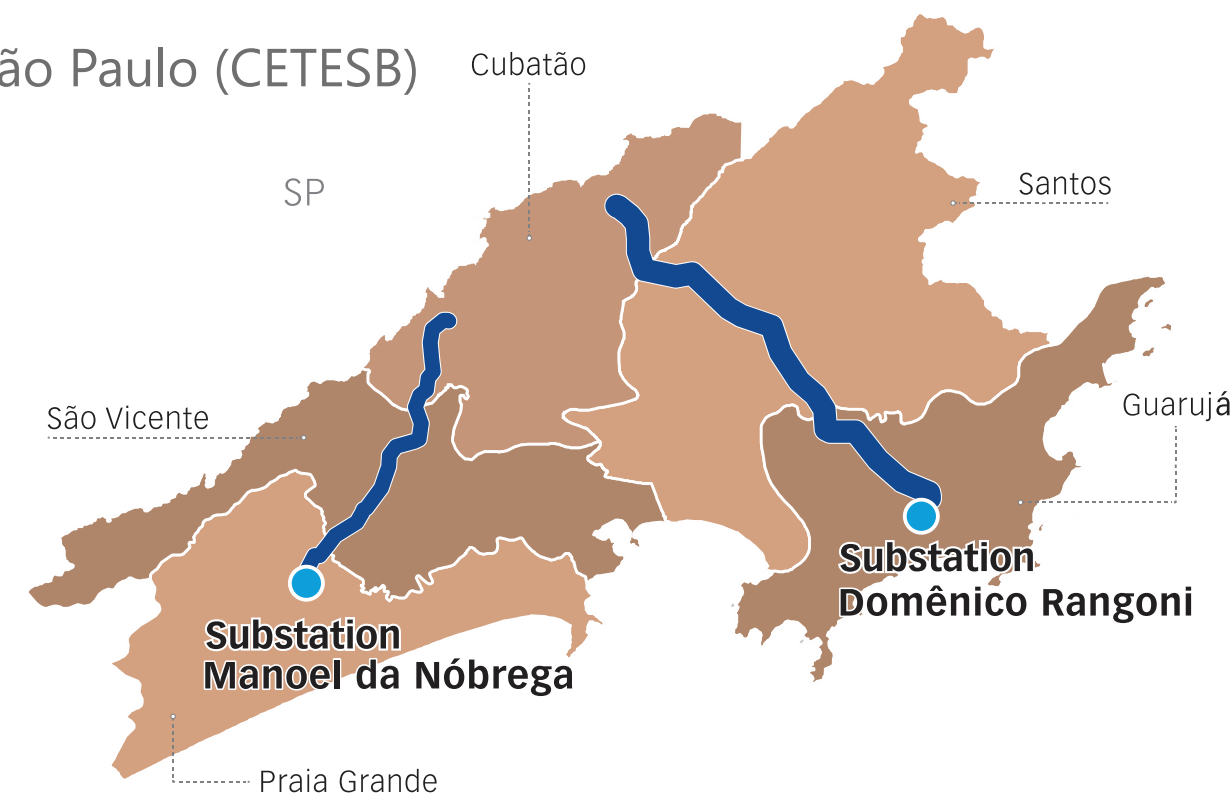 ão Paulo (CETESB)
Cubatão
SP
Santos
São Vicente
Guarujá
Substation
Domênico Rangoni
Substation
Manoel da Nóbrega
Praia Grande